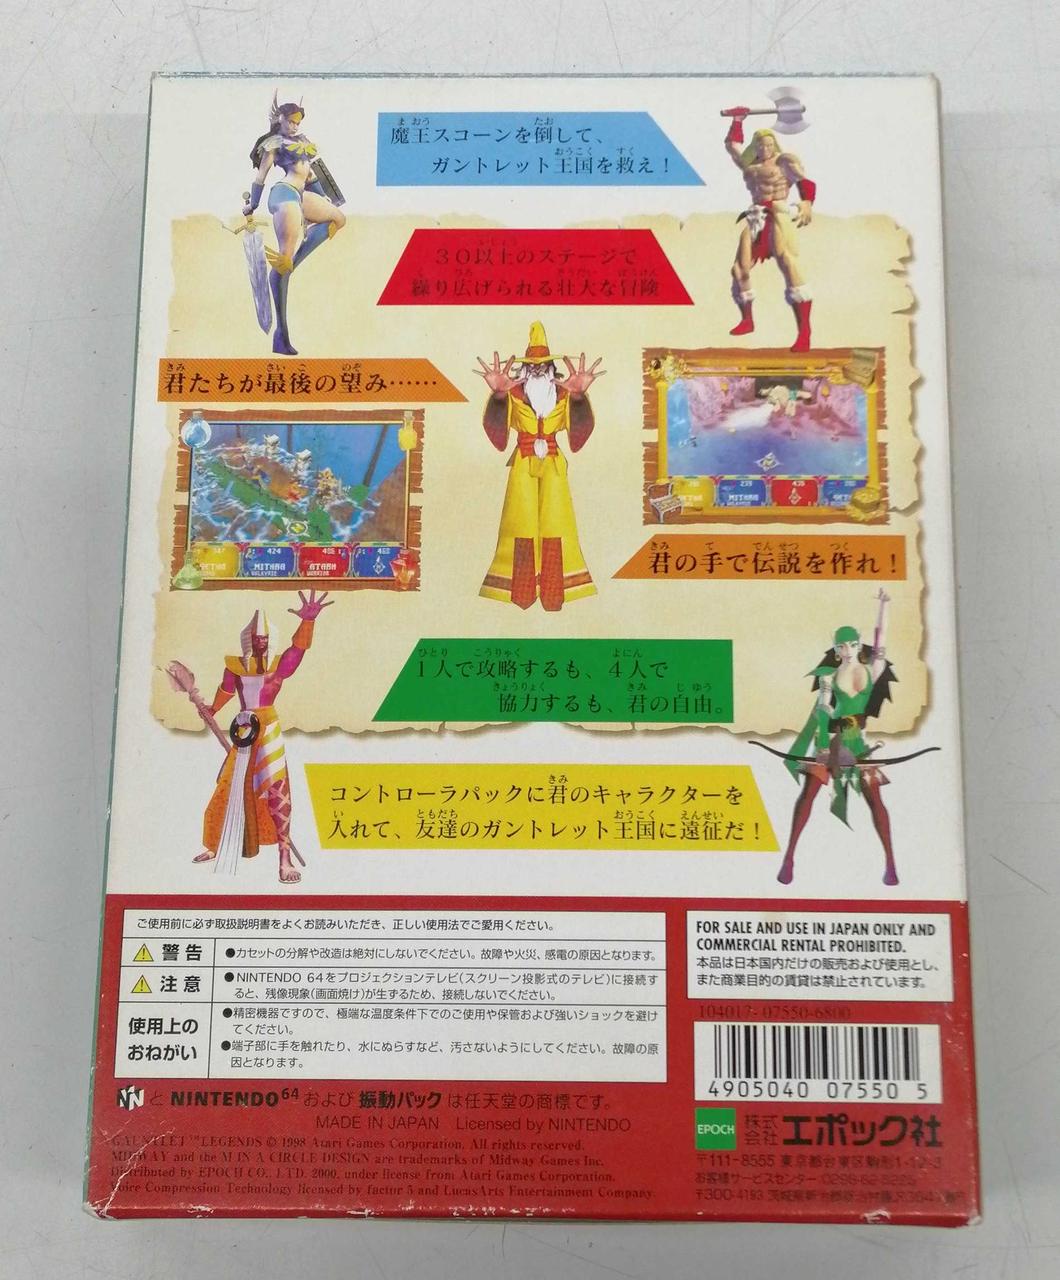 魔王スコーンを倒して、
ガントレット王国を救え！
30以上のステージで
繰り広げられる壮大な冒険
君たちが最後の望み……
君の手で伝説を作れ！
1人で攻略するも、4人で
協力するも、君の自由。
コントローラパックに君のキャラクターを
入れて、友達のガントレット王国に遠征だ！
ご使用前に必ず取扱説明書をよくお読みいただき、正しい使用法でご愛用ください。
警告
●カセットの分解や改造は絶対にしないでください。故障や火災、感電の原因となります。
注意
●NINTENDO 64をプロジェクションテレビ(スクリーン投影式のテレビ)に接続す
ると、残像現象(画面焼け)が生ずるため、接続しないでください。
使用上の
おねがい
●精密機器ですので、極端な温度条件下でのご使用や保管および強いショックを避け
てください。
●端子部に手を触れたり、水にぬらすなど、汚さないようにしてください。故障の原
因となります。
FOR SALE AND USE IN JAPAN ONLY AND
COMMERCIAL RENTAL PROHIBITED.
本品は日本国内だけの販売および使用とし、
また商業目的の賃貸は禁止されています。
104017- 07550-6800
4905040 07550 5
と NINTENDO64 および 振動パック は任天堂の商標です。
MADE IN JAPAN Licensed by NINTENDO
GAUNTLET™ LEGENDS © 1998 Atari Games Corporation. All rights reserved.
MIDWAY and the M IN A CIRCLE DESIGN are trademarks of Midway Games Inc.
Distributed by EPOCH CO., LTD. 2000, under license from Atari Games Corporation.
Voice Compression Technology licensed by factor 5 and LucasArts Entertainment Company.
EPOCH 株式会社 エポック社
〒111-8555 東京都台東区駒形1-12-3
お客様サービスセンター
〒300-4193 茨城県新治郡